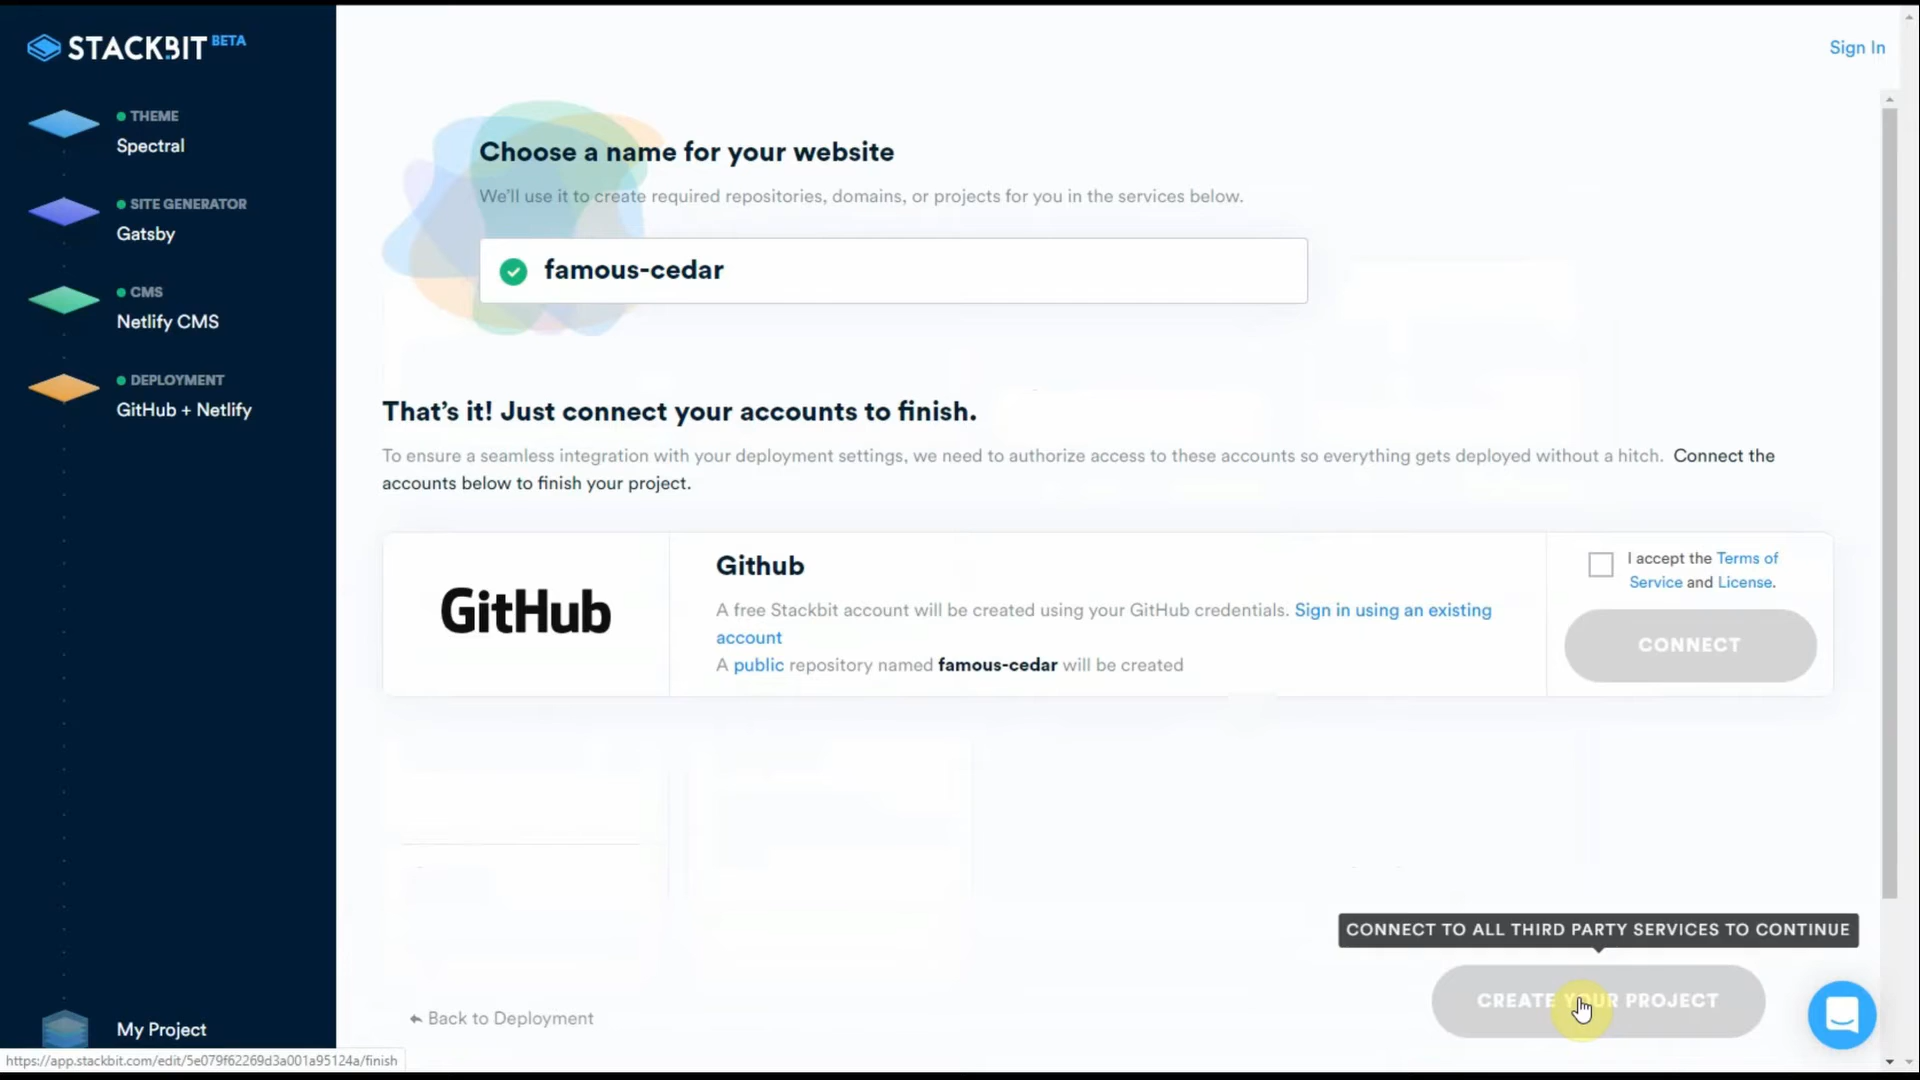 STACKBIT BETA
Sign In
THEME
Spectral
SITE GENERATOR
Gatsby
CMS
Netlify CMS
DEPLOYMENT
GitHub + Netlify
Choose a name for your website
We'll use it to create required repositories, domains, or projects for you in the services below.
famous-cedar
That's it! Just connect your accounts to finish.
To ensure a seamless integration with your deployment settings, we need to authorize access to these accounts so everything gets deployed without a hitch. Connect the
accounts below to finish your project.
GitHub
Github
A free Stackbit account will be created using your GitHub credentials. Sign in using an existing
account
A public repository named famous-cedar will be created
I accept the Terms of
Service and License.
CONNECT
CONNECT TO ALL THIRD PARTY SERVICES TO CONTINUE
CREATE YOUR PROJECT
Back to Deployment
My Project
https://app.stackbit.com/edit/5e079f62269d3a001a95124a/finish